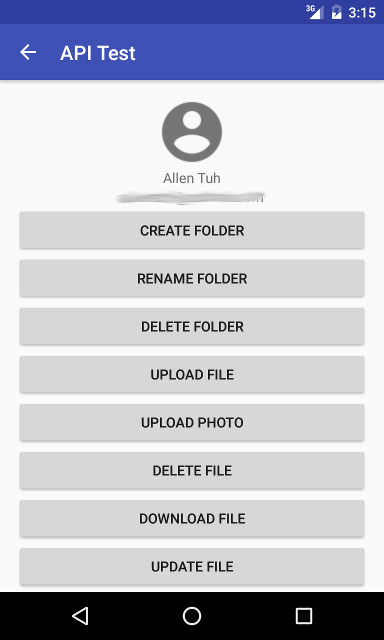 3G 3:15
API Test
Allen Tuh
CREATE FOLDER
RENAME FOLDER
DELETE FOLDER
UPLOAD FILE
UPLOAD PHOTO
DELETE FILE
DOWNLOAD FILE
UPDATE FILE